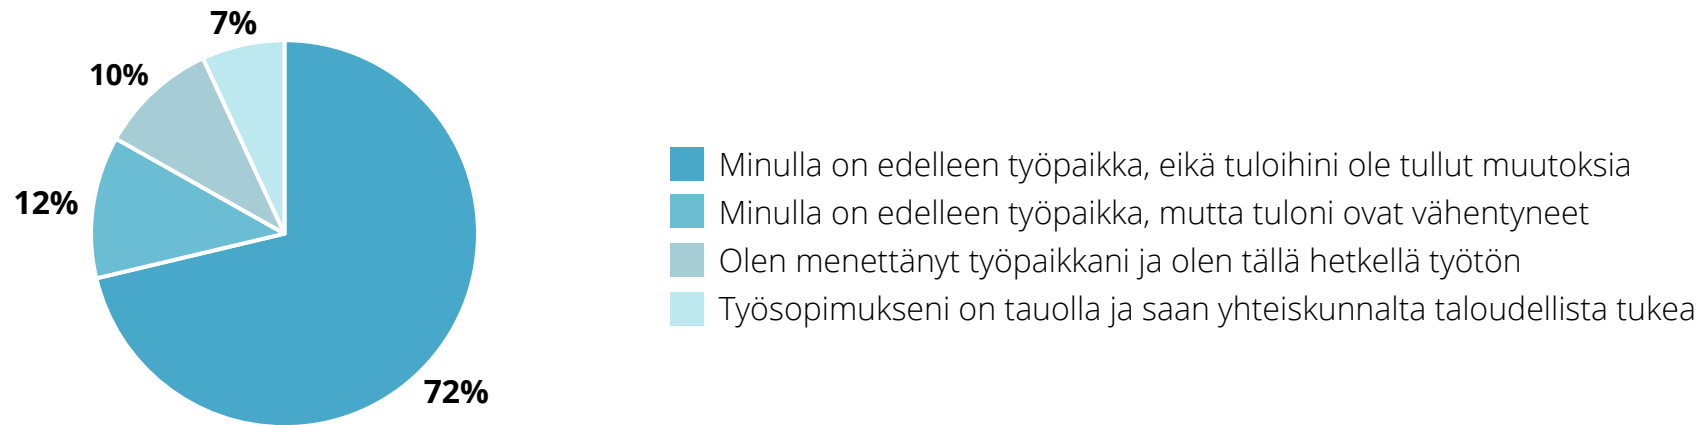 7%
10%
12%
72%
Minulla on edelleen työpaikka, eikä tuloihini ole tullut muutoksia
Minulla on edelleen työpaikka, mutta tuloni ovat vähentyneet
Olen menettänyt työpaikkani ja olen tällä hetkellä työtön
Työsopimukseni on tauolla ja saan yhteiskunnalta taloudellista tukea